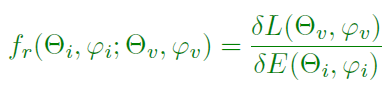 f_r(Θ_i, φ_i; Θ_v, φ_v) = δL(Θ_v, φ_v) / δE(Θ_i, φ_i)